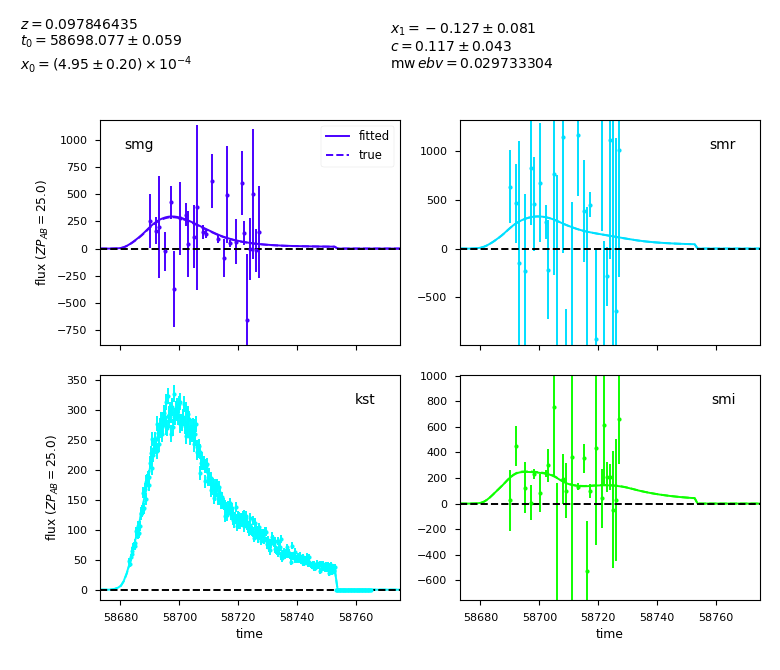 z = 0.097846435
t₀ = 58698.077 ± 0.059
x₀ = (4.95 ± 0.20) × 10⁻⁴
x₁ = −0.127 ± 0.081
c = 0.117 ± 0.043
mw ebv = 0.029733304
smg
fitted
true
1000
750
500
250
0
−250
−500
−750
flux (ZP_AB = 25.0)
smr
1000
500
0
−500
kst
350
300
250
200
150
100
50
0
flux (ZP_AB = 25.0)
58680 58700 58720 58740 58760
time
smi
1000
800
600
400
200
0
−200
−400
−600
58680 58700 58720 58740 58760
time